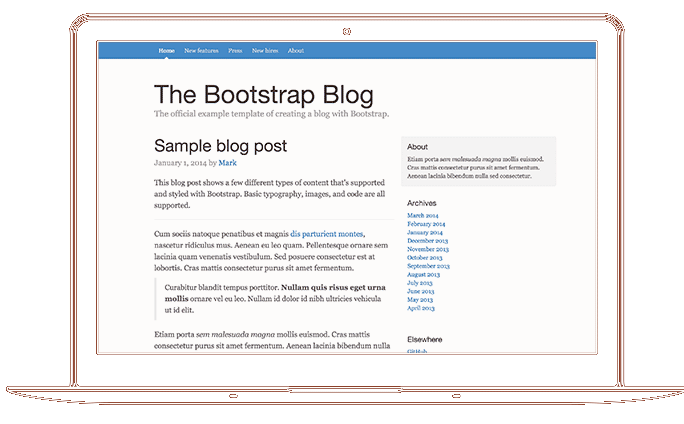 Home New features Press New hires About
The Bootstrap Blog
The official example template of creating a blog with Bootstrap.
Sample blog post
January 1, 2014 by Mark
This blog post shows a few different types of content that's supported
and styled with Bootstrap. Basic typography, images, and code are all
supported.
Cum sociis natoque penatibus et magnis dis parturient montes,
nascetur ridiculus mus. Aenean eu leo quam. Pellentesque ornare sem
lacinia quam venenatis vestibulum. Sed posuere consectetur est at
lobortis. Cras mattis consectetur purus sit amet fermentum.
Curabitur blandit tempus porttitor. Nullam quis risus eget urna
mollis ornare vel eu leo. Nullam id dolor id nibh ultricies vehicula
ut id elit.
Etiam porta sem malesuada magna mollis euismod. Cras mattis
consectetur purus sit amet fermentum. Aenean lacinia bibendum nulla
About
Etiam porta sem malesuada magna mollis euismod.
Cras mattis consectetur purus sit amet fermentum.
Aenean lacinia bibendum nulla sed consectetur.
Archives
March 2014
February 2014
January 2014
December 2013
November 2013
October 2013
September 2013
August 2013
July 2013
June 2013
May 2013
April 2013
Elsewhere
GitHub